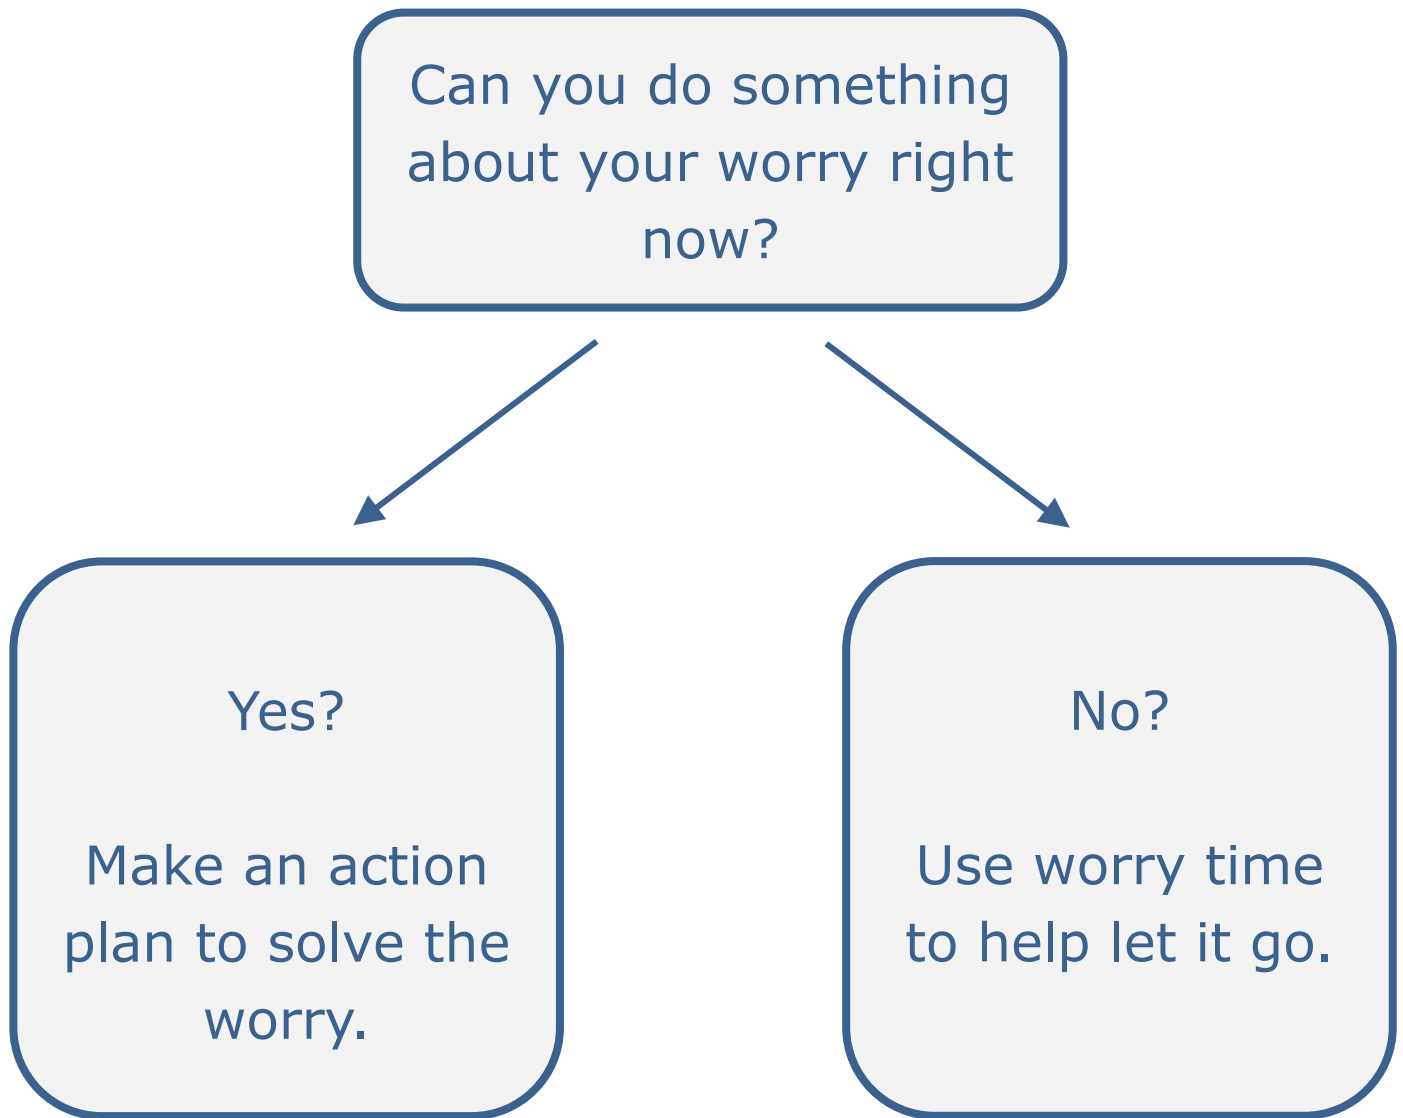 Can you do something
about your worry right
now?
Yes?
Make an action
plan to solve the
worry.
No?
Use worry time
to help let it go.